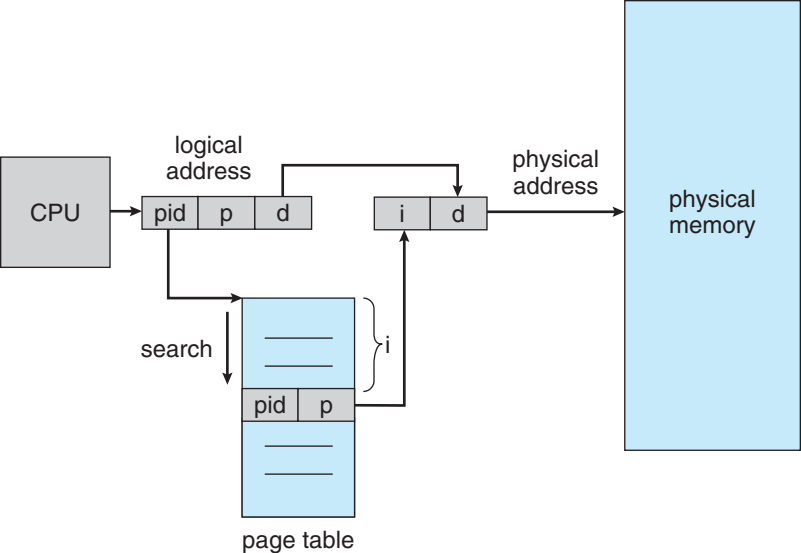 logical
address
physical
address
CPU
pid p d
i d
physical
memory
search
i
pid p
page table